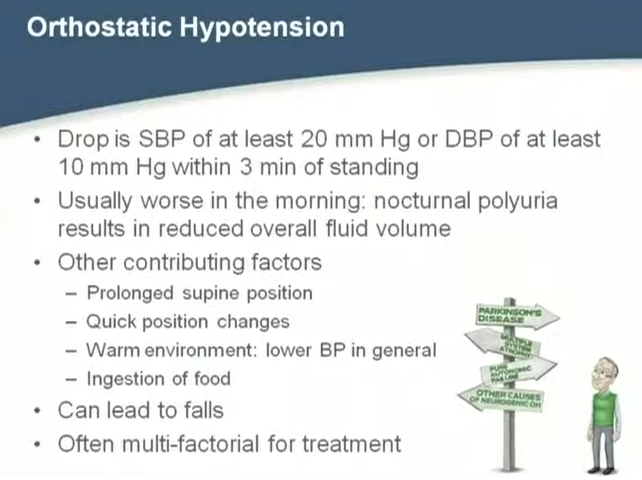 Orthostatic Hypotension
• Drop is SBP of at least 20 mm Hg or DBP of at least
10 mm Hg within 3 min of standing
• Usually worse in the morning: nocturnal polyuria
results in reduced overall fluid volume
• Other contributing factors
– Prolonged supine position
– Quick position changes
– Warm environment: lower BP in general
– Ingestion of food
• Can lead to falls
• Often multi-factorial for treatment
PARKINSON'S
DISEASE
MULTIPLE
SYSTEM
ATROPHY
PURE
AUTONOMIC
FAILURE
OTHER CAUSES
OF NEUROGENIC OH